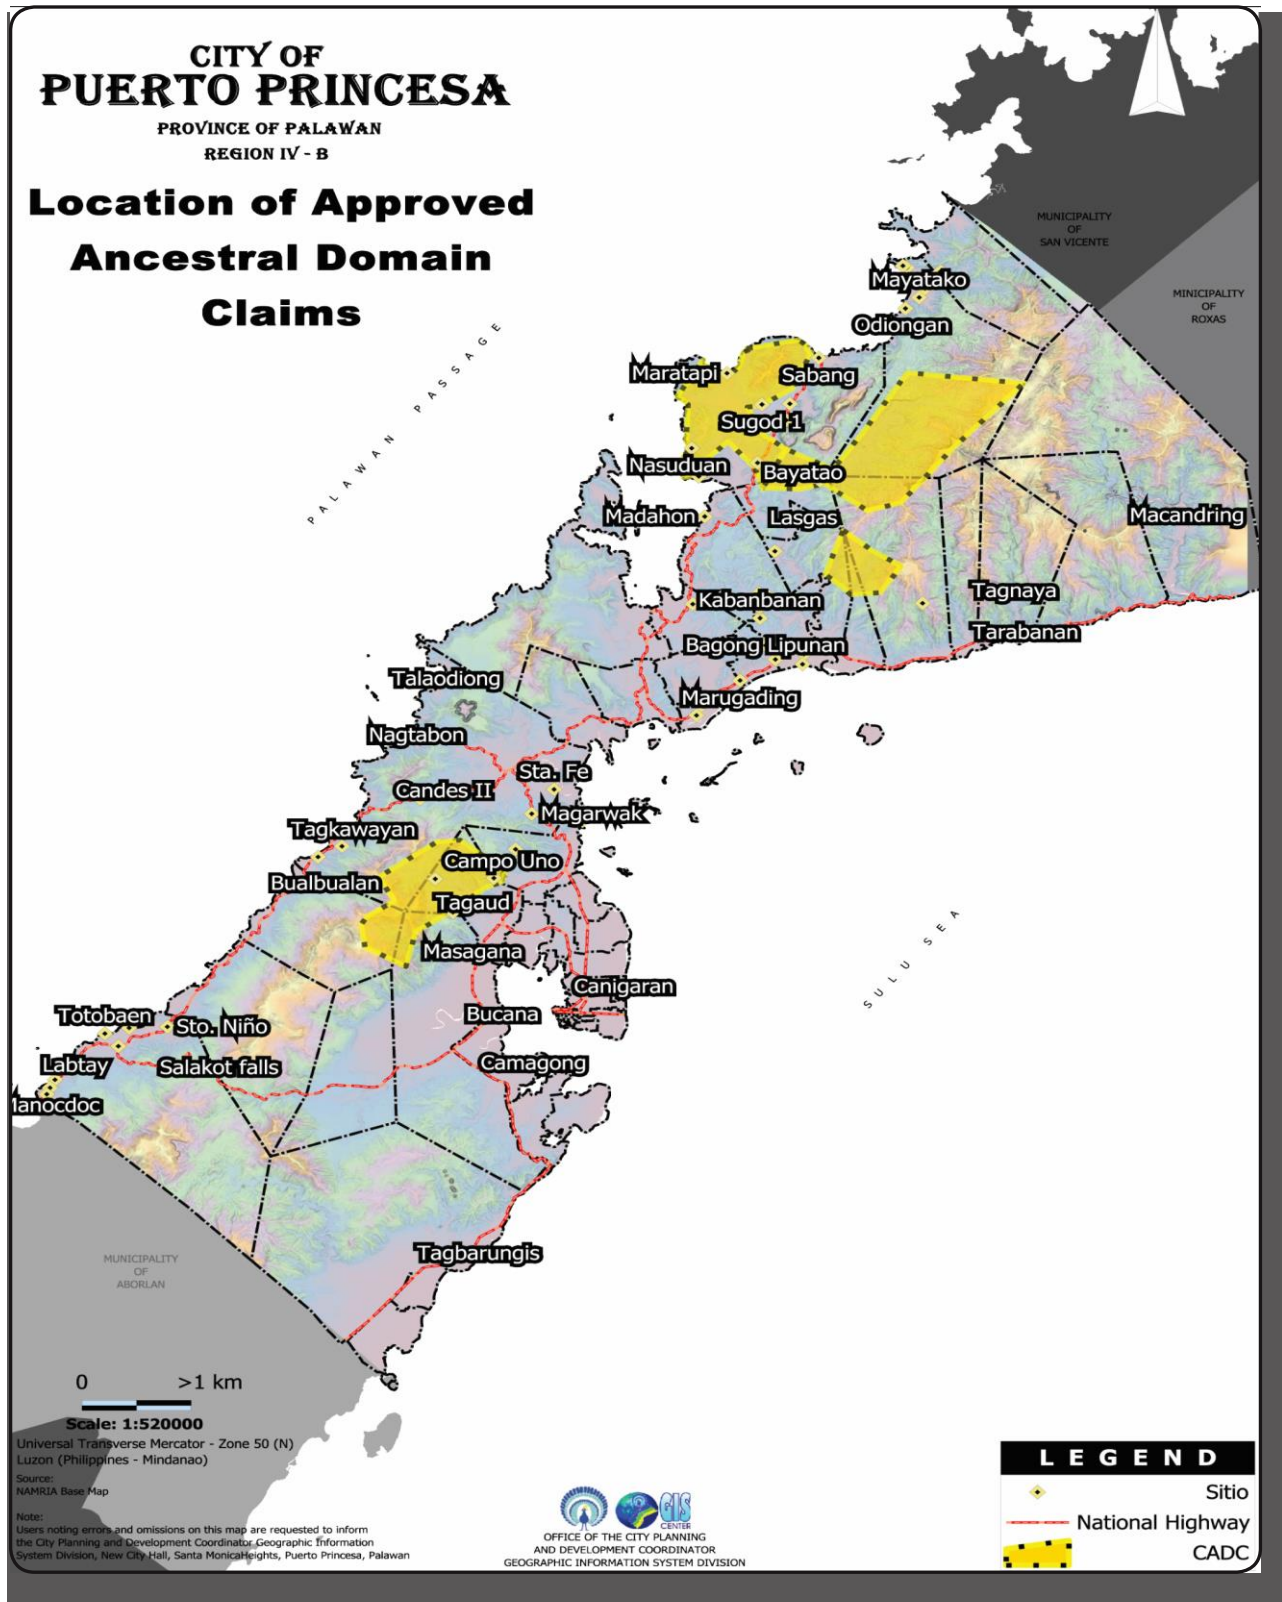 CITY OF
PUERTO PRINCESA
PROVINCE OF PALAWAN
REGION IV - B
Location of Approved
Ancestral Domain
Claims
PALAWAN PASSAGE
MUNICIPALITY
OF
SAN VICENTE
MINICIPALITY
OF
ROXAS
Mayatako
Odiongan
Maratapi
Sabang
Sugod 1
Nasuduan
Bayatao
Madahon
Lasgas
Macandring
Kabanbanan
Tagnaya
Bagong Lipunan
Tarabanan
Talaodiong
Marugading
Nagtabon
Sta. Fe
Candes II
Magarwak
Tagkawayan
Campo Uno
Bualbualan
Tagaud
Masagana
SULU SEA
Canigaran
Totobaen
Sto. Niño
Bucana
Labtay
Salakot falls
Camagong
Manocdoc
Tagbarungis
MUNICIPALITY
OF
ABORLAN
0 >1 km
Scale: 1:520000
Universal Transverse Mercator - Zone 50 (N)
Luzon (Philippines - Mindanao)
Source:
NAMRIA Base Map
Note:
Users noting errors and omissions on this map are requested to inform
the City Planning and Development Coordinator Geographic Information
System Division, New City Hall, Santa MonicaHeights, Puerto Princesa, Palawan
GIS
CENTER
OFFICE OF THE CITY PLANNING
AND DEVELOPMENT COORDINATOR
GEOGRAPHIC INFORMATION SYSTEM DIVISION
LEGEND
Sitio
National Highway
CADC